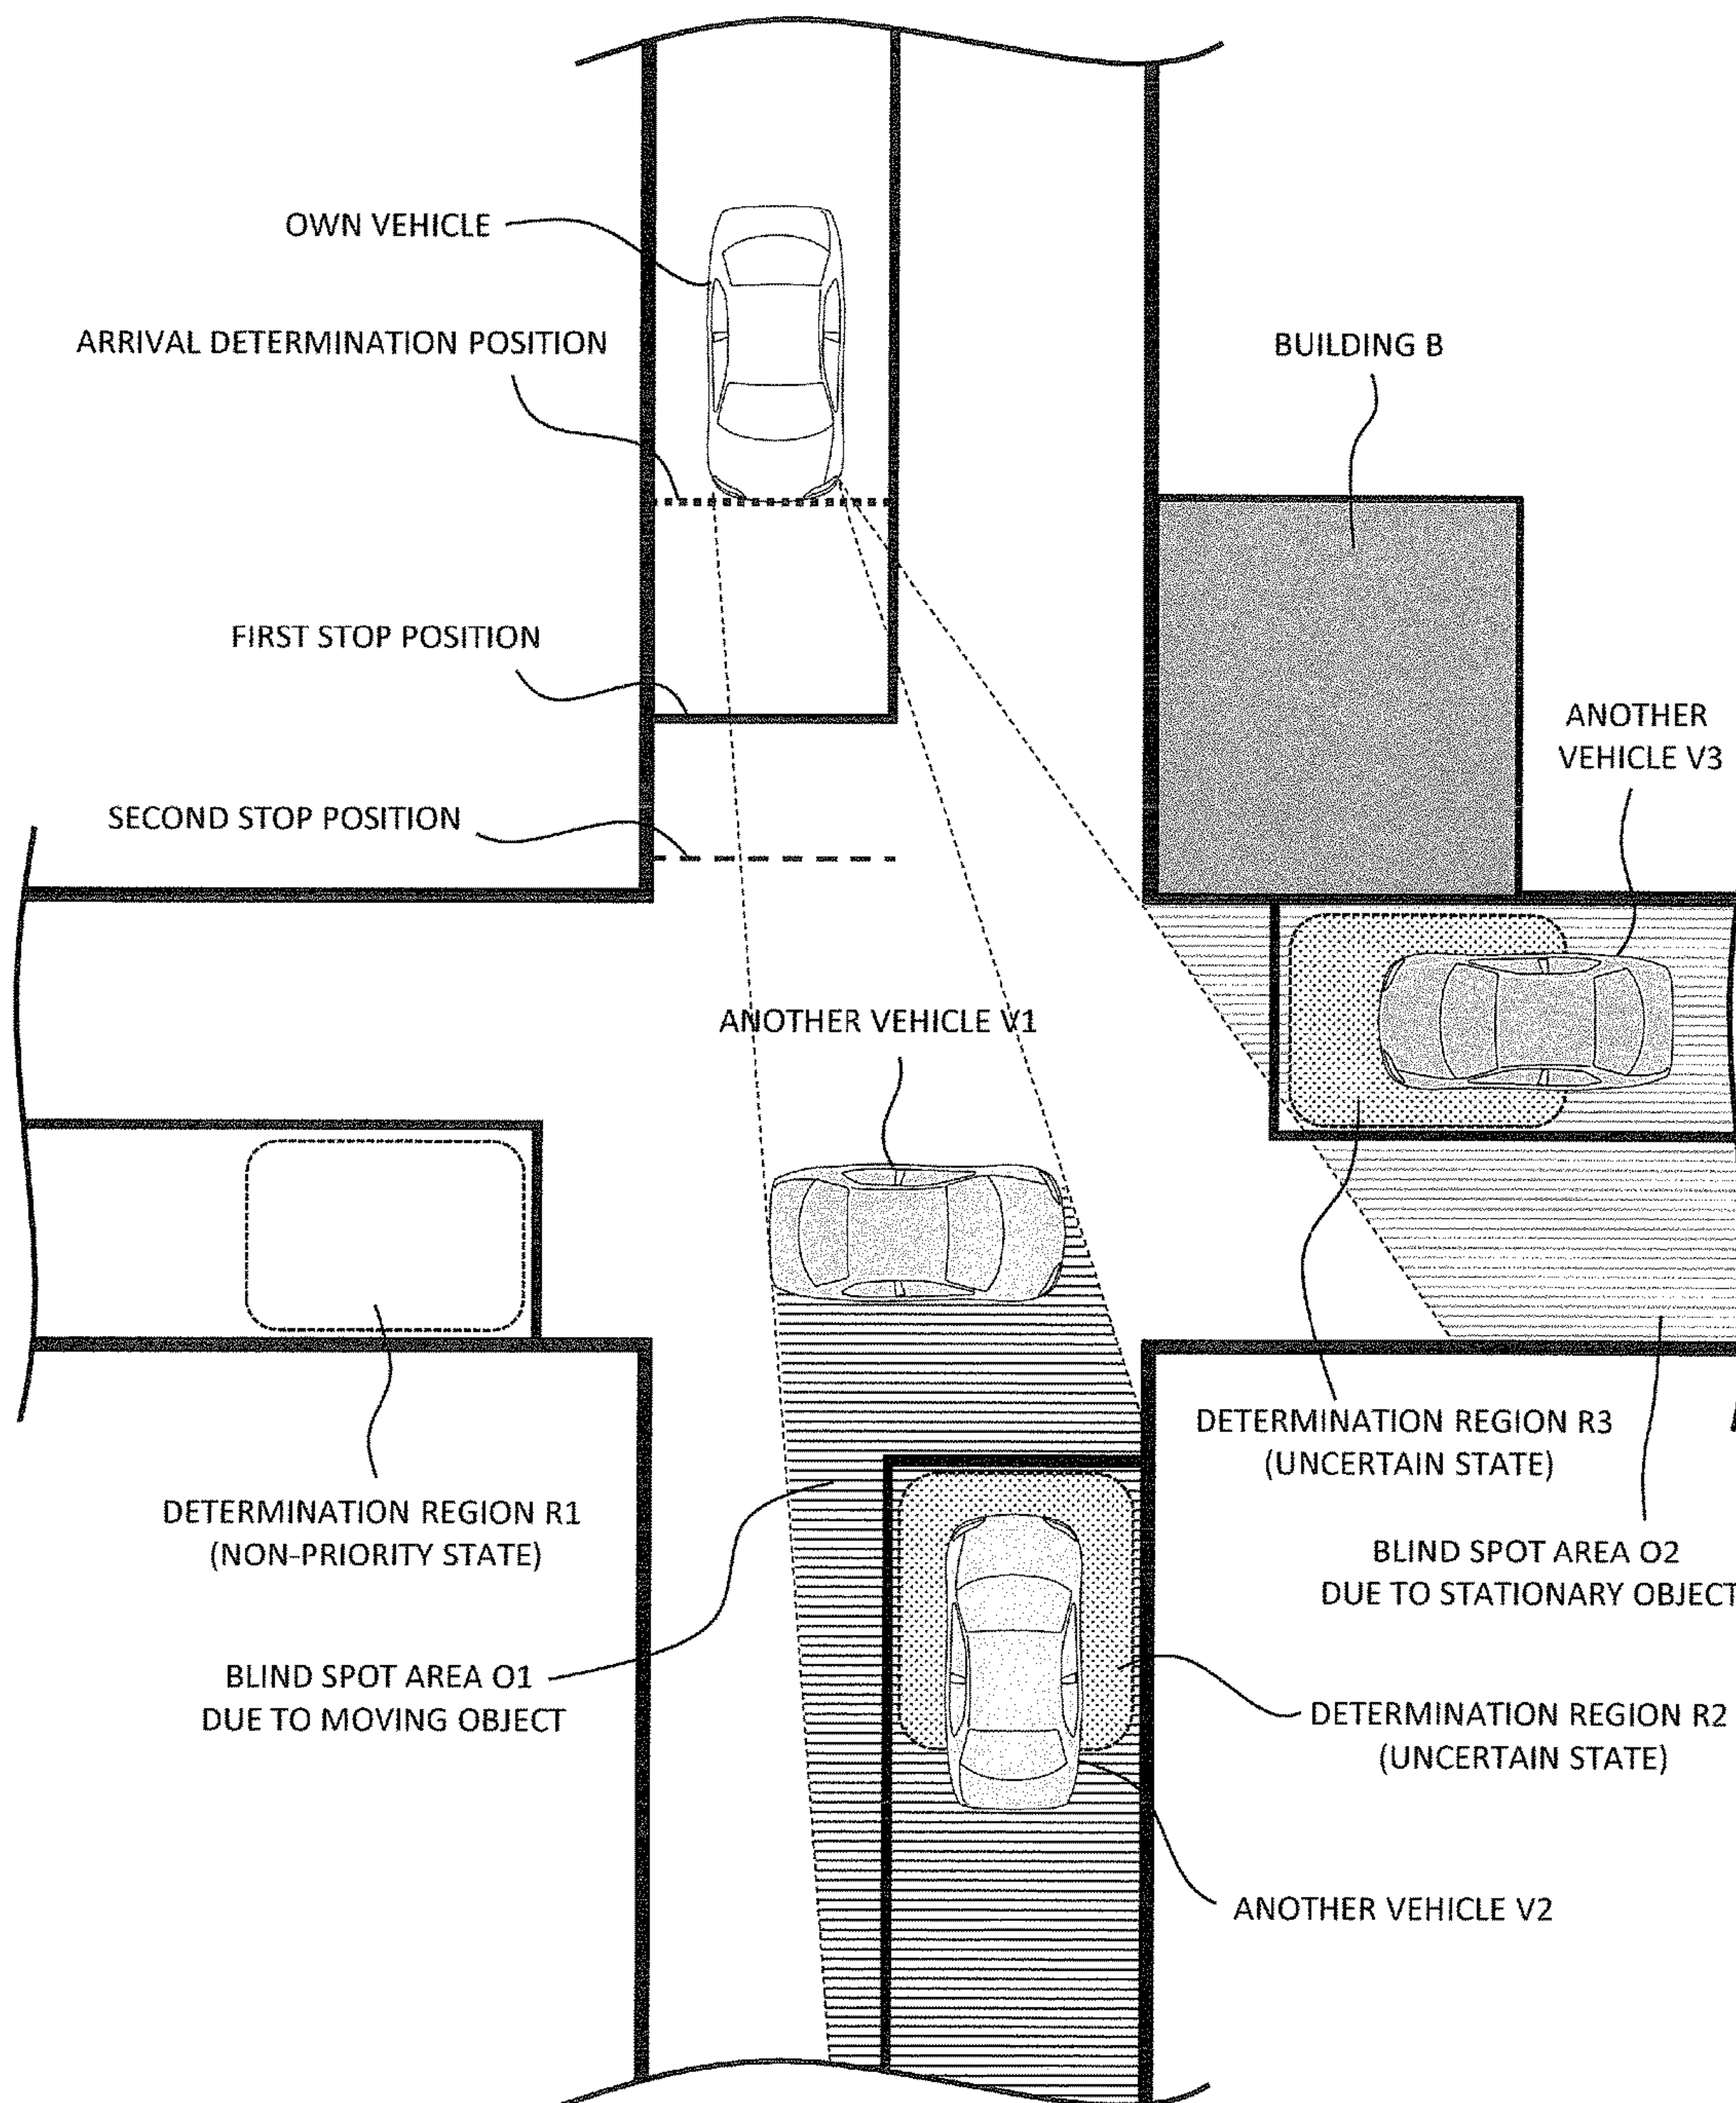 OWN VEHICLE
ARRIVAL DETERMINATION POSITION
BUILDING B
FIRST STOP POSITION
ANOTHER
VEHICLE V3
SECOND STOP POSITION
ANOTHER VEHICLE V1
DETERMINATION REGION R3
(UNCERTAIN STATE)
DETERMINATION REGION R1
(NON-PRIORITY STATE)
BLIND SPOT AREA O2
DUE TO STATIONARY OBJECT
BLIND SPOT AREA O1
DUE TO MOVING OBJECT
DETERMINATION REGION R2
(UNCERTAIN STATE)
ANOTHER VEHICLE V2